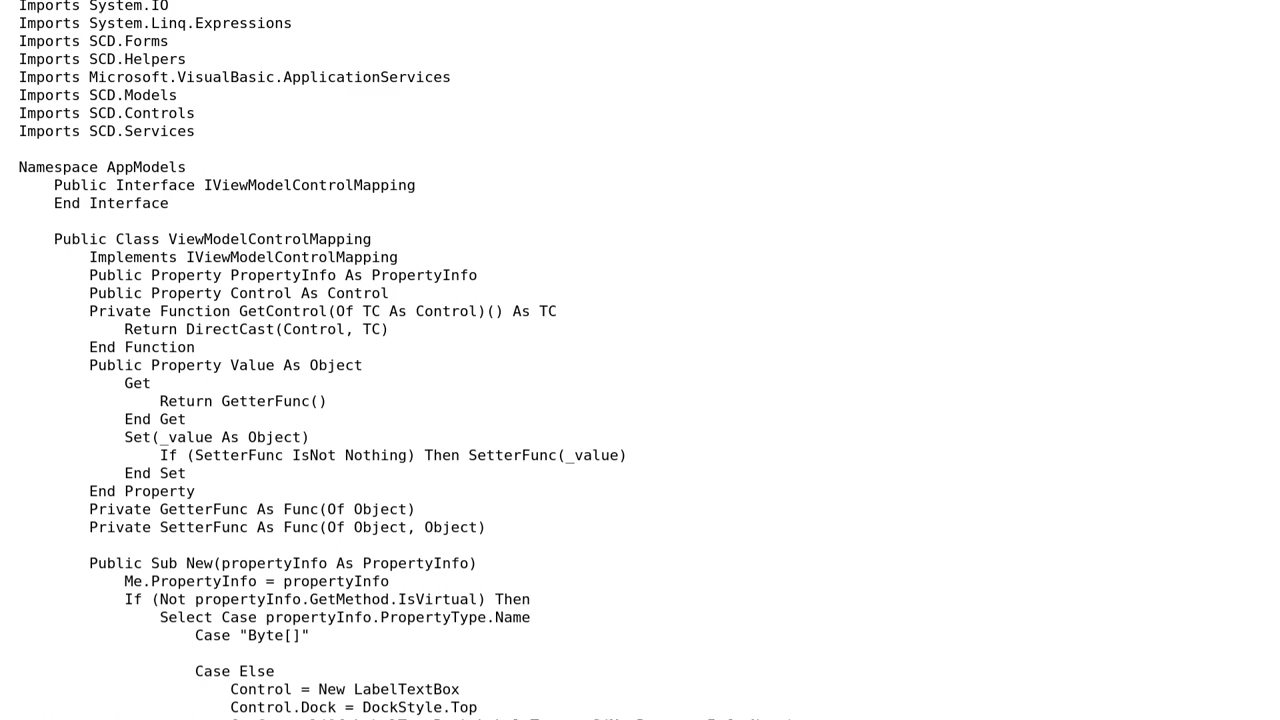 Imports System.IO
Imports System.Linq.Expressions
Imports SCD.Forms
Imports SCD.Helpers
Imports Microsoft.VisualBasic.ApplicationServices
Imports SCD.Models
Imports SCD.Controls
Imports SCD.Services

Namespace AppModels
    Public Interface IViewModelControlMapping
    End Interface

    Public Class ViewModelControlMapping
        Implements IViewModelControlMapping
        Public Property PropertyInfo As PropertyInfo
        Public Property Control As Control
        Private Function GetControl(Of TC As Control)() As TC
            Return DirectCast(Control, TC)
        End Function
        Public Property Value As Object
            Get
                Return GetterFunc()
            End Get
            Set(_value As Object)
                If (SetterFunc IsNot Nothing) Then SetterFunc(_value)
            End Set
        End Property
        Private GetterFunc As Func(Of Object)
        Private SetterFunc As Func(Of Object, Object)

        Public Sub New(propertyInfo As PropertyInfo)
            Me.PropertyInfo = propertyInfo
            If (Not propertyInfo.GetMethod.IsVirtual) Then
                Select Case propertyInfo.PropertyType.Name
                    Case "Byte[]"

                    Case Else
                        Control = New LabelTextBox
                        Control.Dock = DockStyle.Top